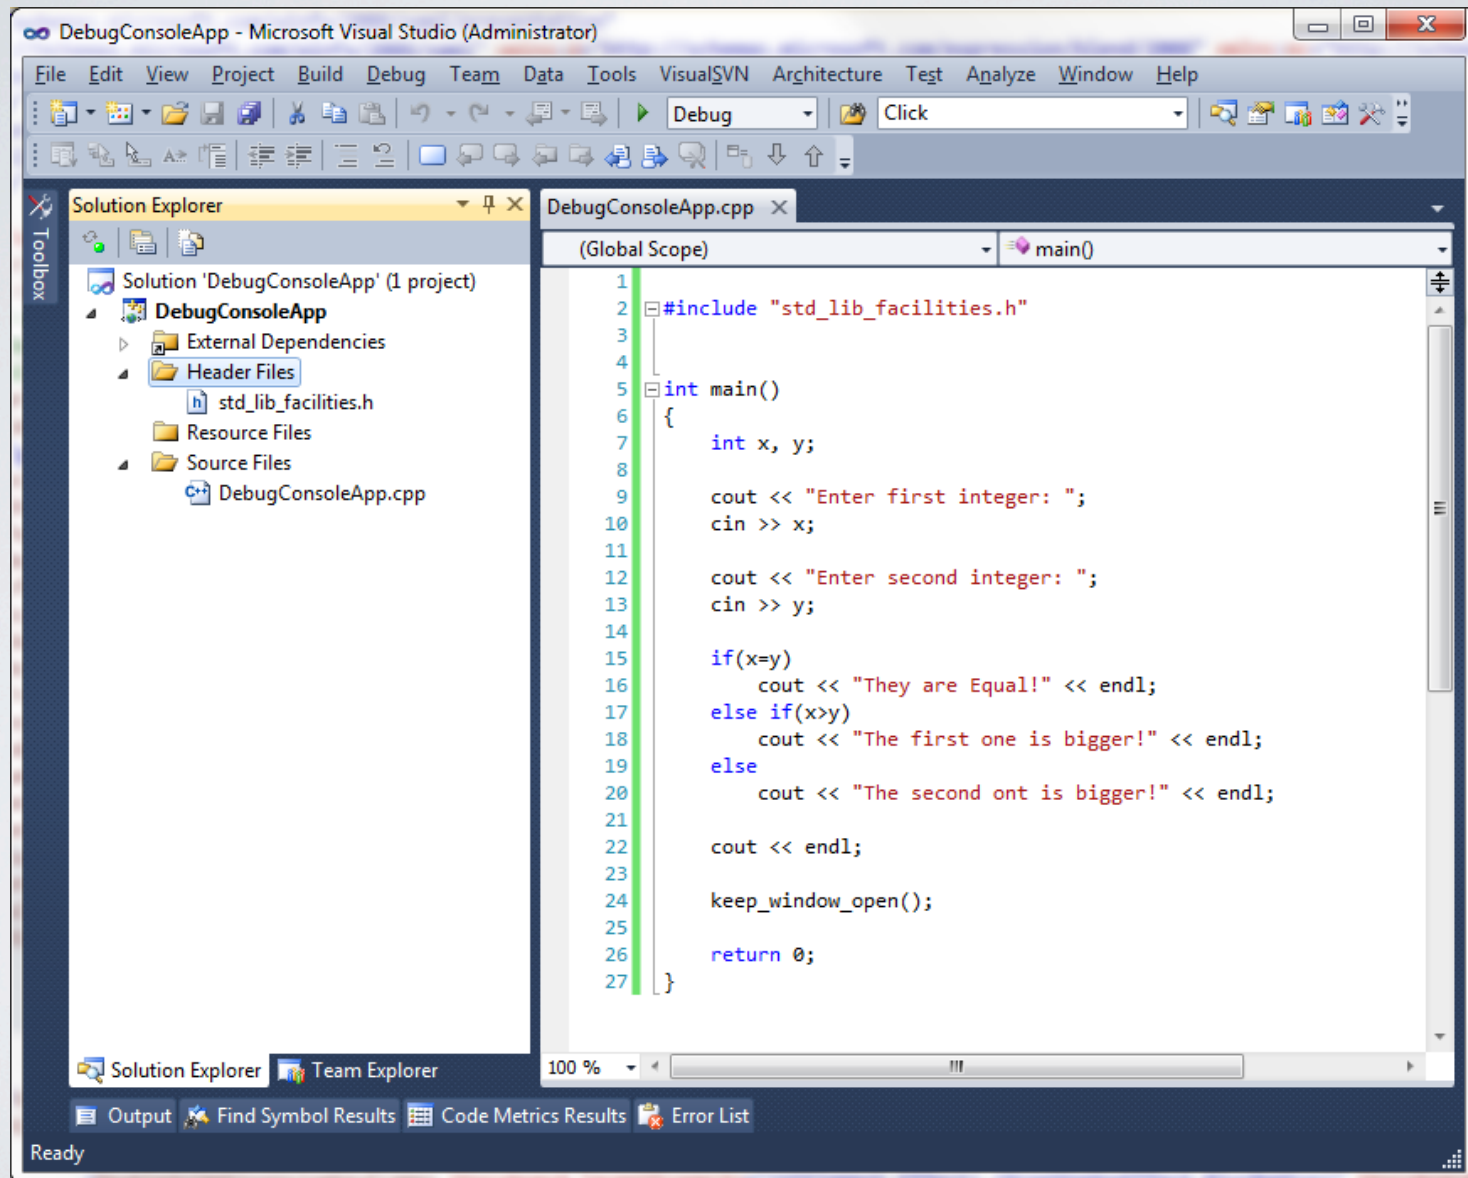 DebugConsoleApp - Microsoft Visual Studio (Administrator)
File Edit View Project Build Debug Team Data Tools VisualSVN Architecture Test Analyze Window Help
Debug Click
Toolbox
Solution Explorer
Solution 'DebugConsoleApp' (1 project)
DebugConsoleApp
External Dependencies
Header Files
std_lib_facilities.h
Resource Files
Source Files
DebugConsoleApp.cpp
Solution Explorer Team Explorer
DebugConsoleApp.cpp
(Global Scope) main()
1
2 #include "std_lib_facilities.h"
3
4
5 int main()
6 {
7     int x, y;
8
9     cout << "Enter first integer: ";
10     cin >> x;
11
12     cout << "Enter second integer: ";
13     cin >> y;
14
15     if(x=y)
16         cout << "They are Equal!" << endl;
17     else if(x>y)
18         cout << "The first one is bigger!" << endl;
19     else
20         cout << "The second ont is bigger!" << endl;
21
22     cout << endl;
23
24     keep_window_open();
25
26     return 0;
27 }
100 %
Output Find Symbol Results Code Metrics Results Error List
Ready